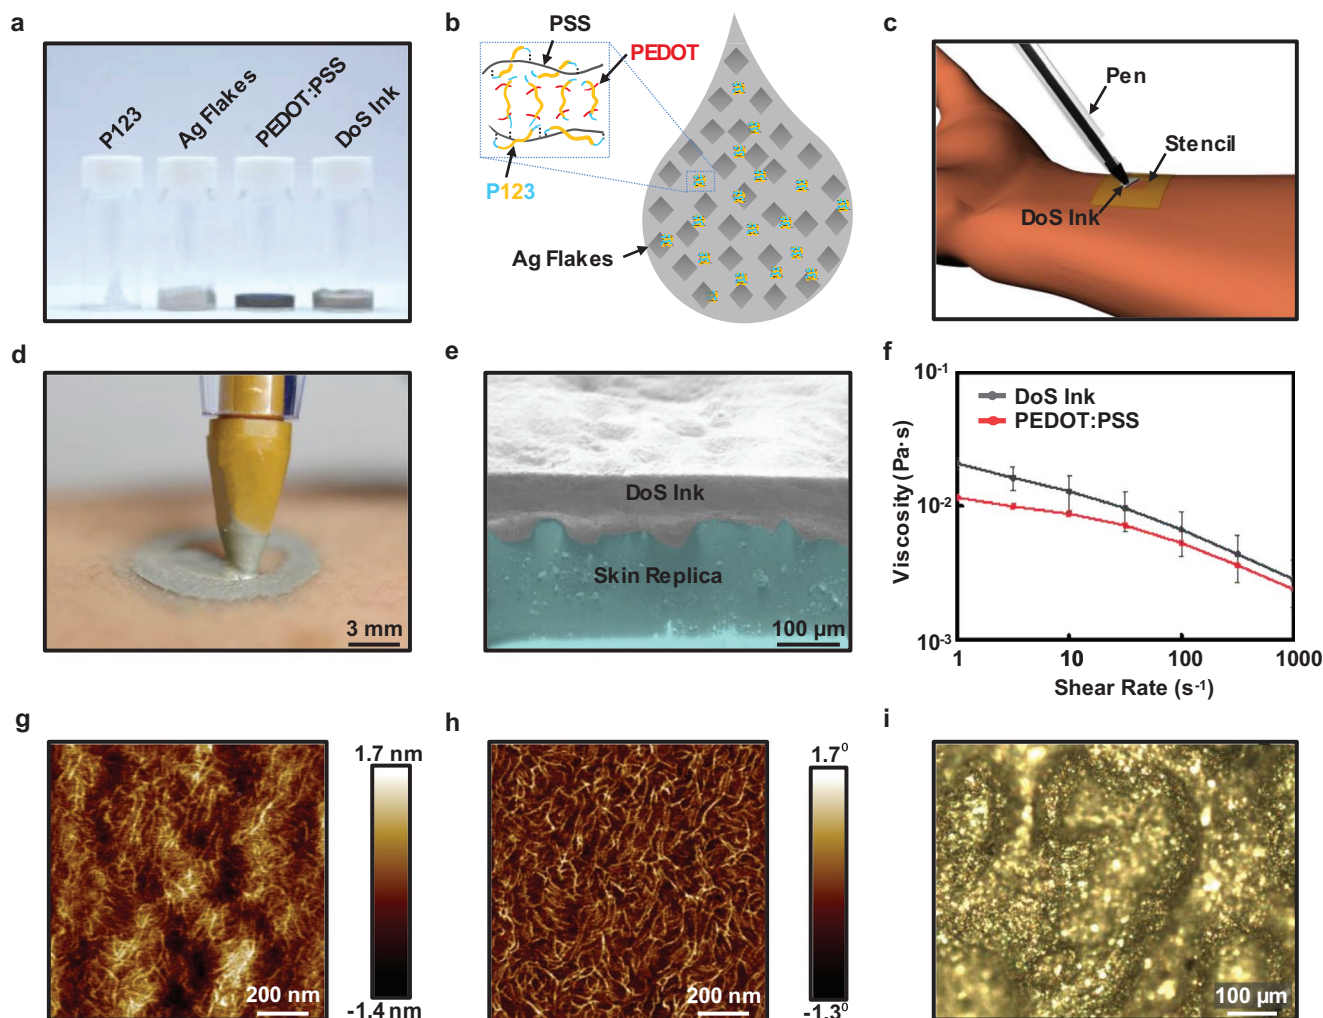 a
P123
Ag Flakes
PEDOT:PSS
DoS Ink
b
PSS
PEDOT
P123
Ag Flakes
c
Pen
Stencil
DoS Ink
d
3 mm
e
DoS Ink
Skin Replica
100 µm
f
10-1
10-2
10-3
Viscosity (Pa·s)
DoS Ink
PEDOT:PSS
1
10
100
1000
Shear Rate (s-1)
g
1.7 nm
-1.4 nm
200 nm
h
1.7°
-1.3°
200 nm
i
100 µm